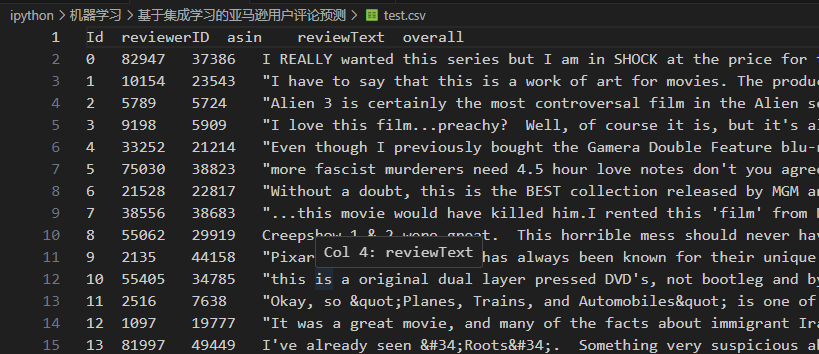 ipython > 机器学习 > 基于集成学习的亚马逊用户评论预测 > test.csv
1 Id reviewerID asin reviewText overall
2 0 82947 37386 I REALLY wanted this series but I am in SHOCK at the price for
3 1 10154 23543 "I have to say that this is a work of art for movies. The produc
4 2 5789 5724 "Alien 3 is certainly the most controversal film in the Alien se
5 3 9198 5909 "I love this film...preachy?  Well, of course it is, but it's al
6 4 33252 21214 "Even though I previously bought the Gamera Double Feature blu-r
7 5 75030 38823 "more fascist murderers need 4.5 hour love notes don't you agree
8 6 21528 22817 "Without a doubt, this is the BEST collection released by MGM an
9 7 38556 38683 "...this movie would have killed him.I rented this 'film' from
10 8 55062 29919 Creepshow 1 & 2 were great.  This horrible mess should never hav
11 9 2135 44158 "Pixar has always been known for their unique
Col 4: reviewText
12 10 55405 34785 "this is a original dual layer pressed DVD's, not bootleg and by
13 11 2516 7638 "Okay, so &quot;Planes, Trains, and Automobiles&quot; is one of
14 12 1097 19777 "It was a great movie, and many of the facts about immigrant Ira
15 13 81997 49449 I've already seen &#34;Roots&#34;.  Something very suspicious ab